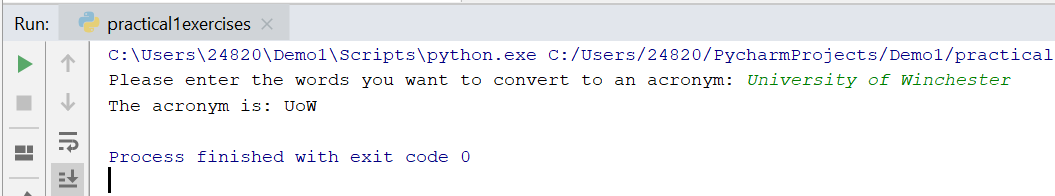 Run: practical1exercises ×
C:\Users\24820\Demo1\Scripts\python.exe C:/Users/24820/PycharmProjects/Demo1/practical
Please enter the words you want to convert to an acronym: University of Winchester
The acronym is: UoW
Process finished with exit code 0